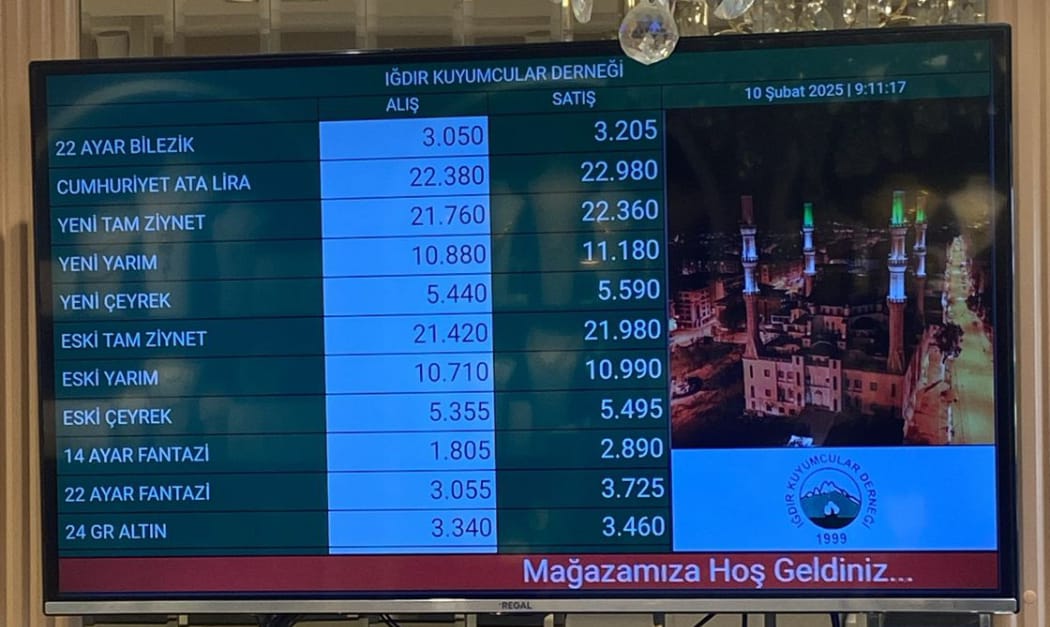 IĞDIR KUYUMCULAR DERNEĞİ
ALIŞ SATIŞ 10 Şubat 2025 | 9:11:17
22 AYAR BİLEZİK 3.050 3.205
CUMHURİYET ATA LİRA 22.380 22.980
YENİ TAM ZİYNET 21.760 22.360
YENİ YARIM 10.880 11.180
YENİ ÇEYREK 5.440 5.590
ESKİ TAM ZİYNET 21.420 21.980
ESKİ YARIM 10.710 10.990
ESKİ ÇEYREK 5.355 5.495
14 AYAR FANTAZİ 1.805 2.890
22 AYAR FANTAZİ 3.055 3.725
24 GR ALTIN 3.340 3.460
IĞDIR KUYUMCULAR DERNEĞİ
1999
Mağazamıza Hoş Geldiniz...
REGAL